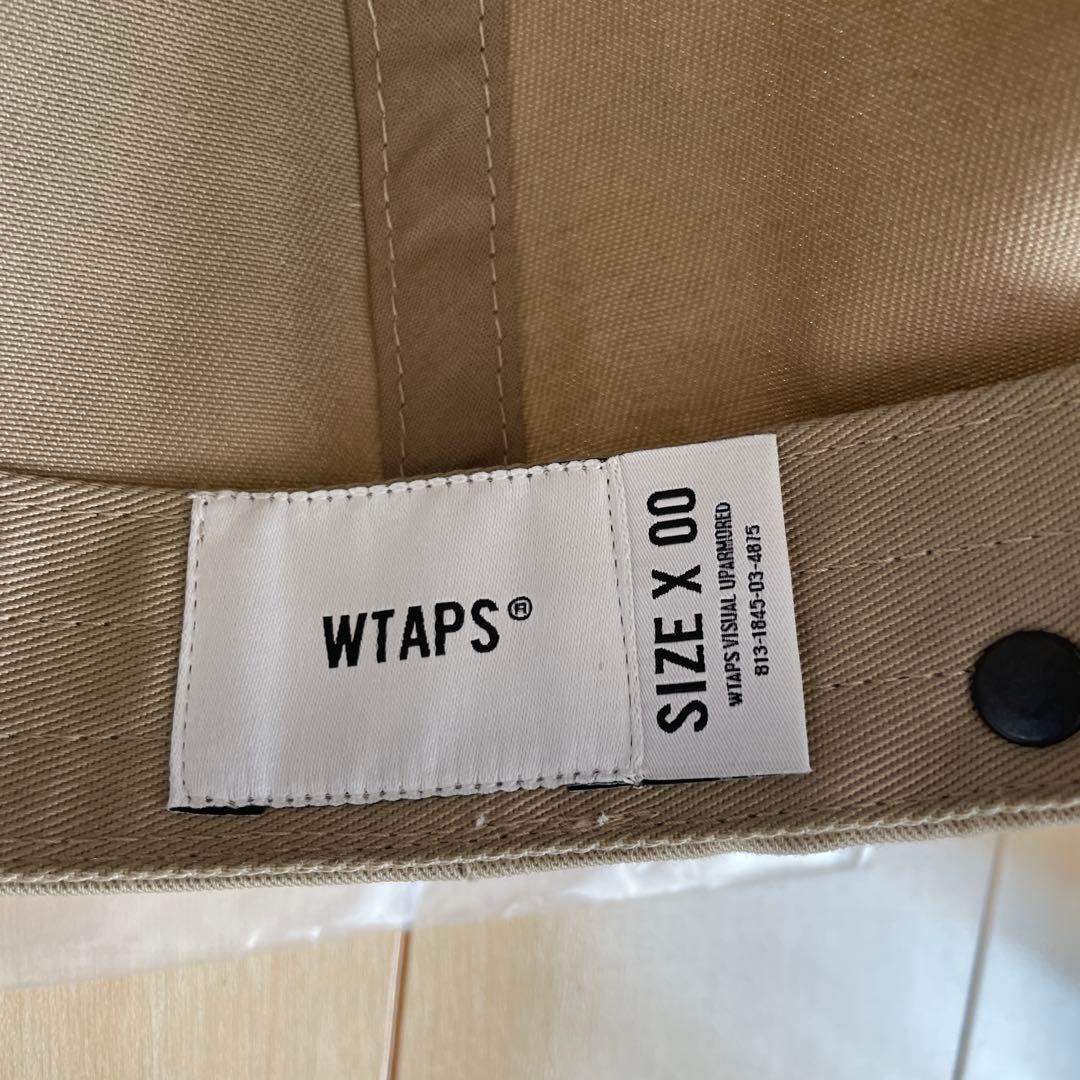 WTAPS®
SIZE X 00
WTAPS VISUAL UPARMORED
813-1845-03-4875